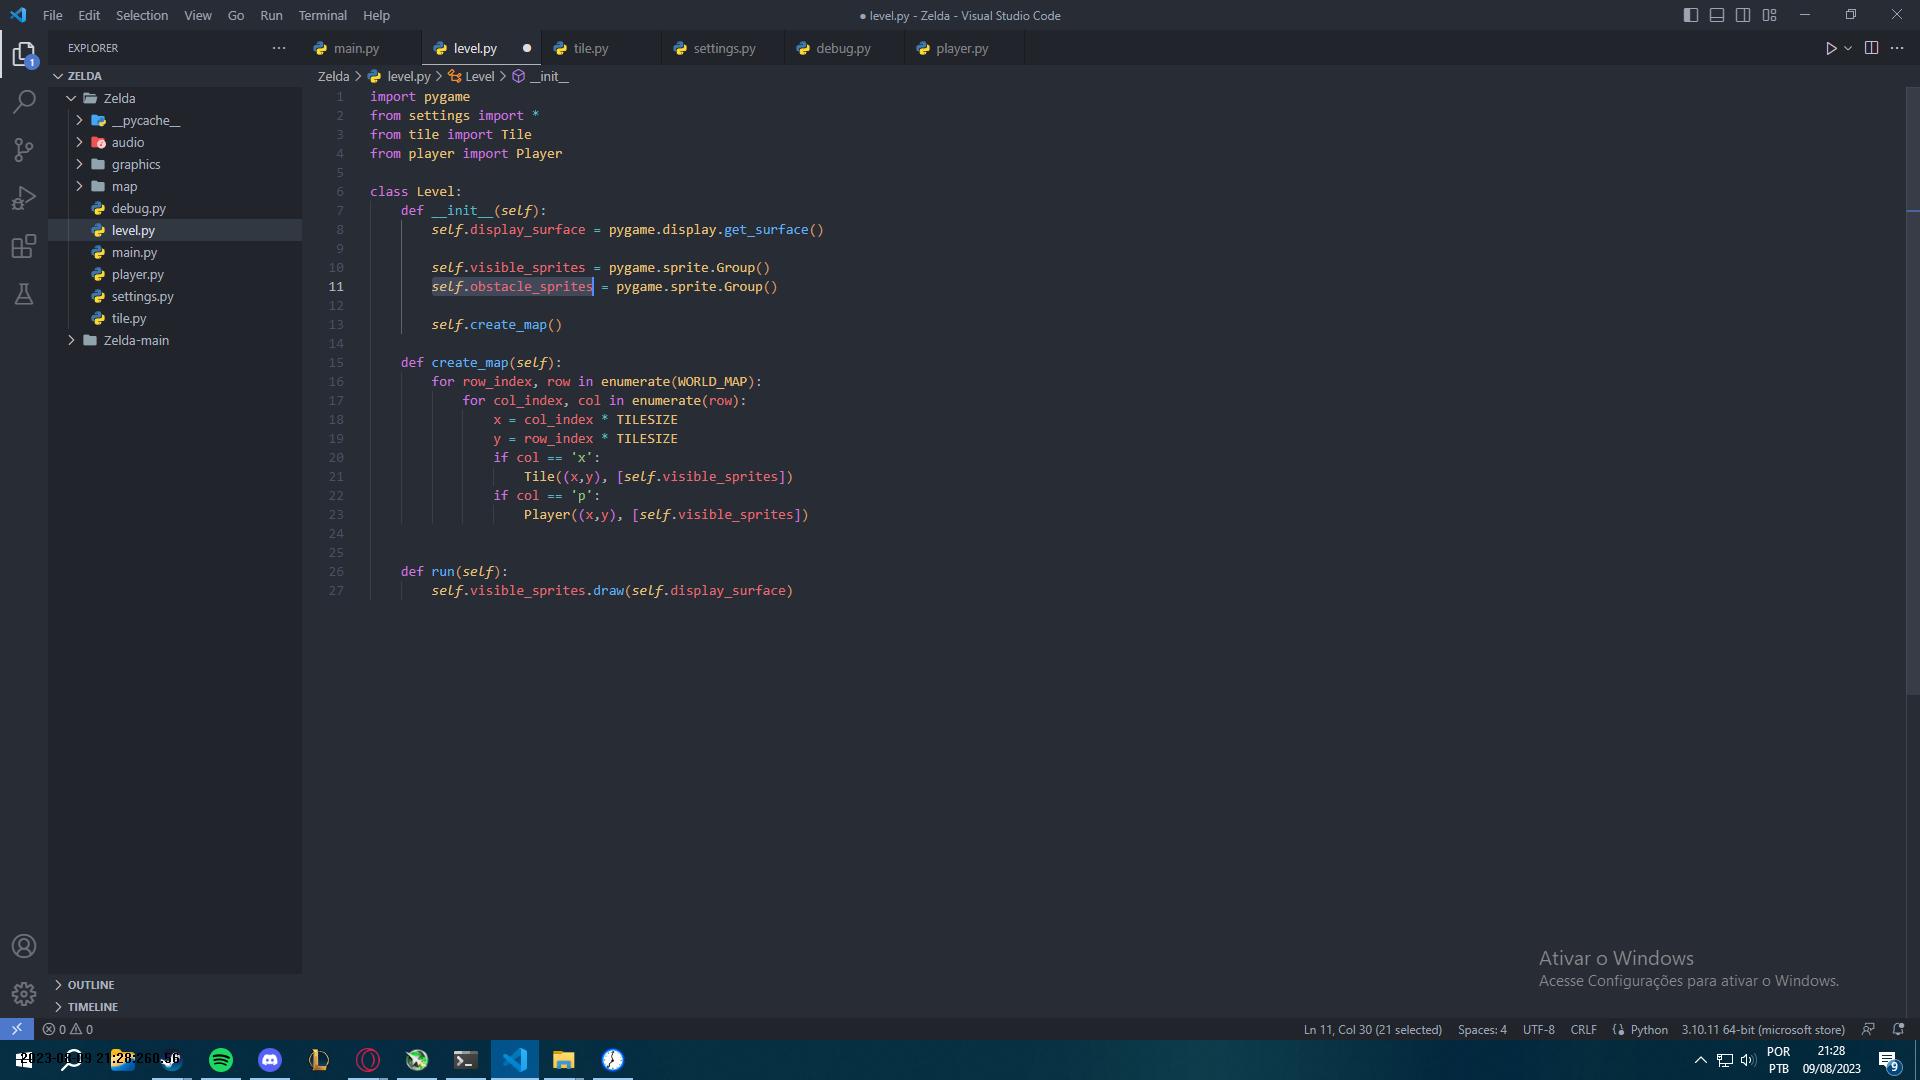 File Edit Selection View Go Run Terminal Help
● level.py - Zelda - Visual Studio Code
EXPLORER
main.py
level.py
tile.py
settings.py
debug.py
player.py
1
ZELDA
Zelda
__pycache__
audio
graphics
map
debug.py
level.py
main.py
player.py
settings.py
tile.py
Zelda-main
OUTLINE
TIMELINE
Zelda > level.py > Level > __init__
1 import pygame
2 from settings import *
3 from tile import Tile
4 from player import Player
5
6 class Level:
7 def __init__(self):
8 self.display_surface = pygame.display.get_surface()
9
10 self.visible_sprites = pygame.sprite.Group()
11 self.obstacle_sprites = pygame.sprite.Group()
12
13 self.create_map()
14
15 def create_map(self):
16 for row_index, row in enumerate(WORLD_MAP):
17 for col_index, col in enumerate(row):
18 x = col_index * TILESIZE
19 y = row_index * TILESIZE
20 if col == 'x':
21 Tile((x,y), [self.visible_sprites])
22 if col == 'p':
23 Player((x,y), [self.visible_sprites])
24
25
26 def run(self):
27 self.visible_sprites.draw(self.display_surface)
Ativar o Windows
Acesse Configurações para ativar o Windows.
0 0
Ln 11, Col 30 (21 selected) Spaces: 4 UTF-8 CRLF Python 3.10.11 64-bit (microsoft store)
POR
PTB
21:28
09/08/2023
9